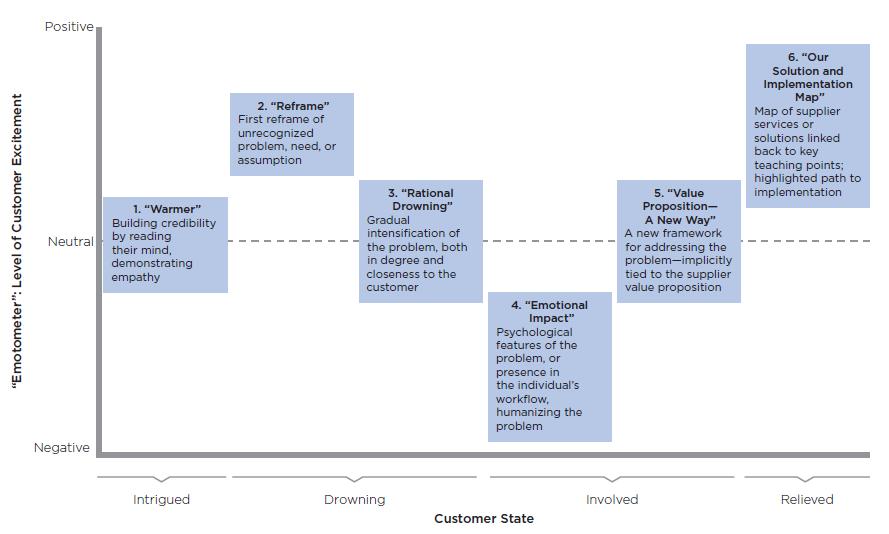 Positive
"Emotometer": Level of Customer Excitement
Neutral
Negative
1. “Warmer”
Building credibility
by reading
their mind,
demonstrating
empathy
2. “Reframe”
First reframe of
unrecognized
problem, need, or
assumption
3. “Rational
Drowning”
Gradual
intensification of
the problem, both
in degree and
closeness to the
customer
4. “Emotional
Impact”
Psychological
features of the
problem, or
presence in
the individual’s
workflow,
humanizing the
problem
5. “Value
Proposition—
A New Way”
A new framework
for addressing the
problem—implicitly
tied to the supplier
value proposition
6. “Our
Solution and
Implementation
Map”
Map of supplier
services or
solutions linked
back to key
teaching points;
highlighted path to
implementation
Intrigued
Drowning
Involved
Relieved
Customer State